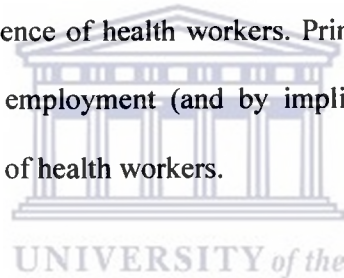 ence of health workers. Prin
employment (and by impli
of health workers.
UNIVERSITY of the